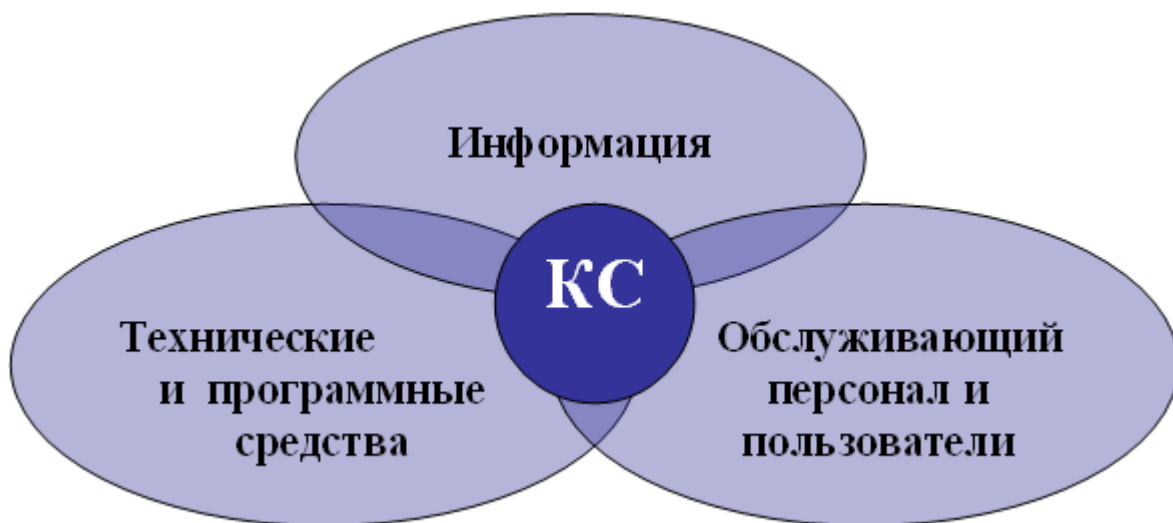 Информация
КС
Технические
и программные
средства
Обслуживающий
персонал и
пользователи